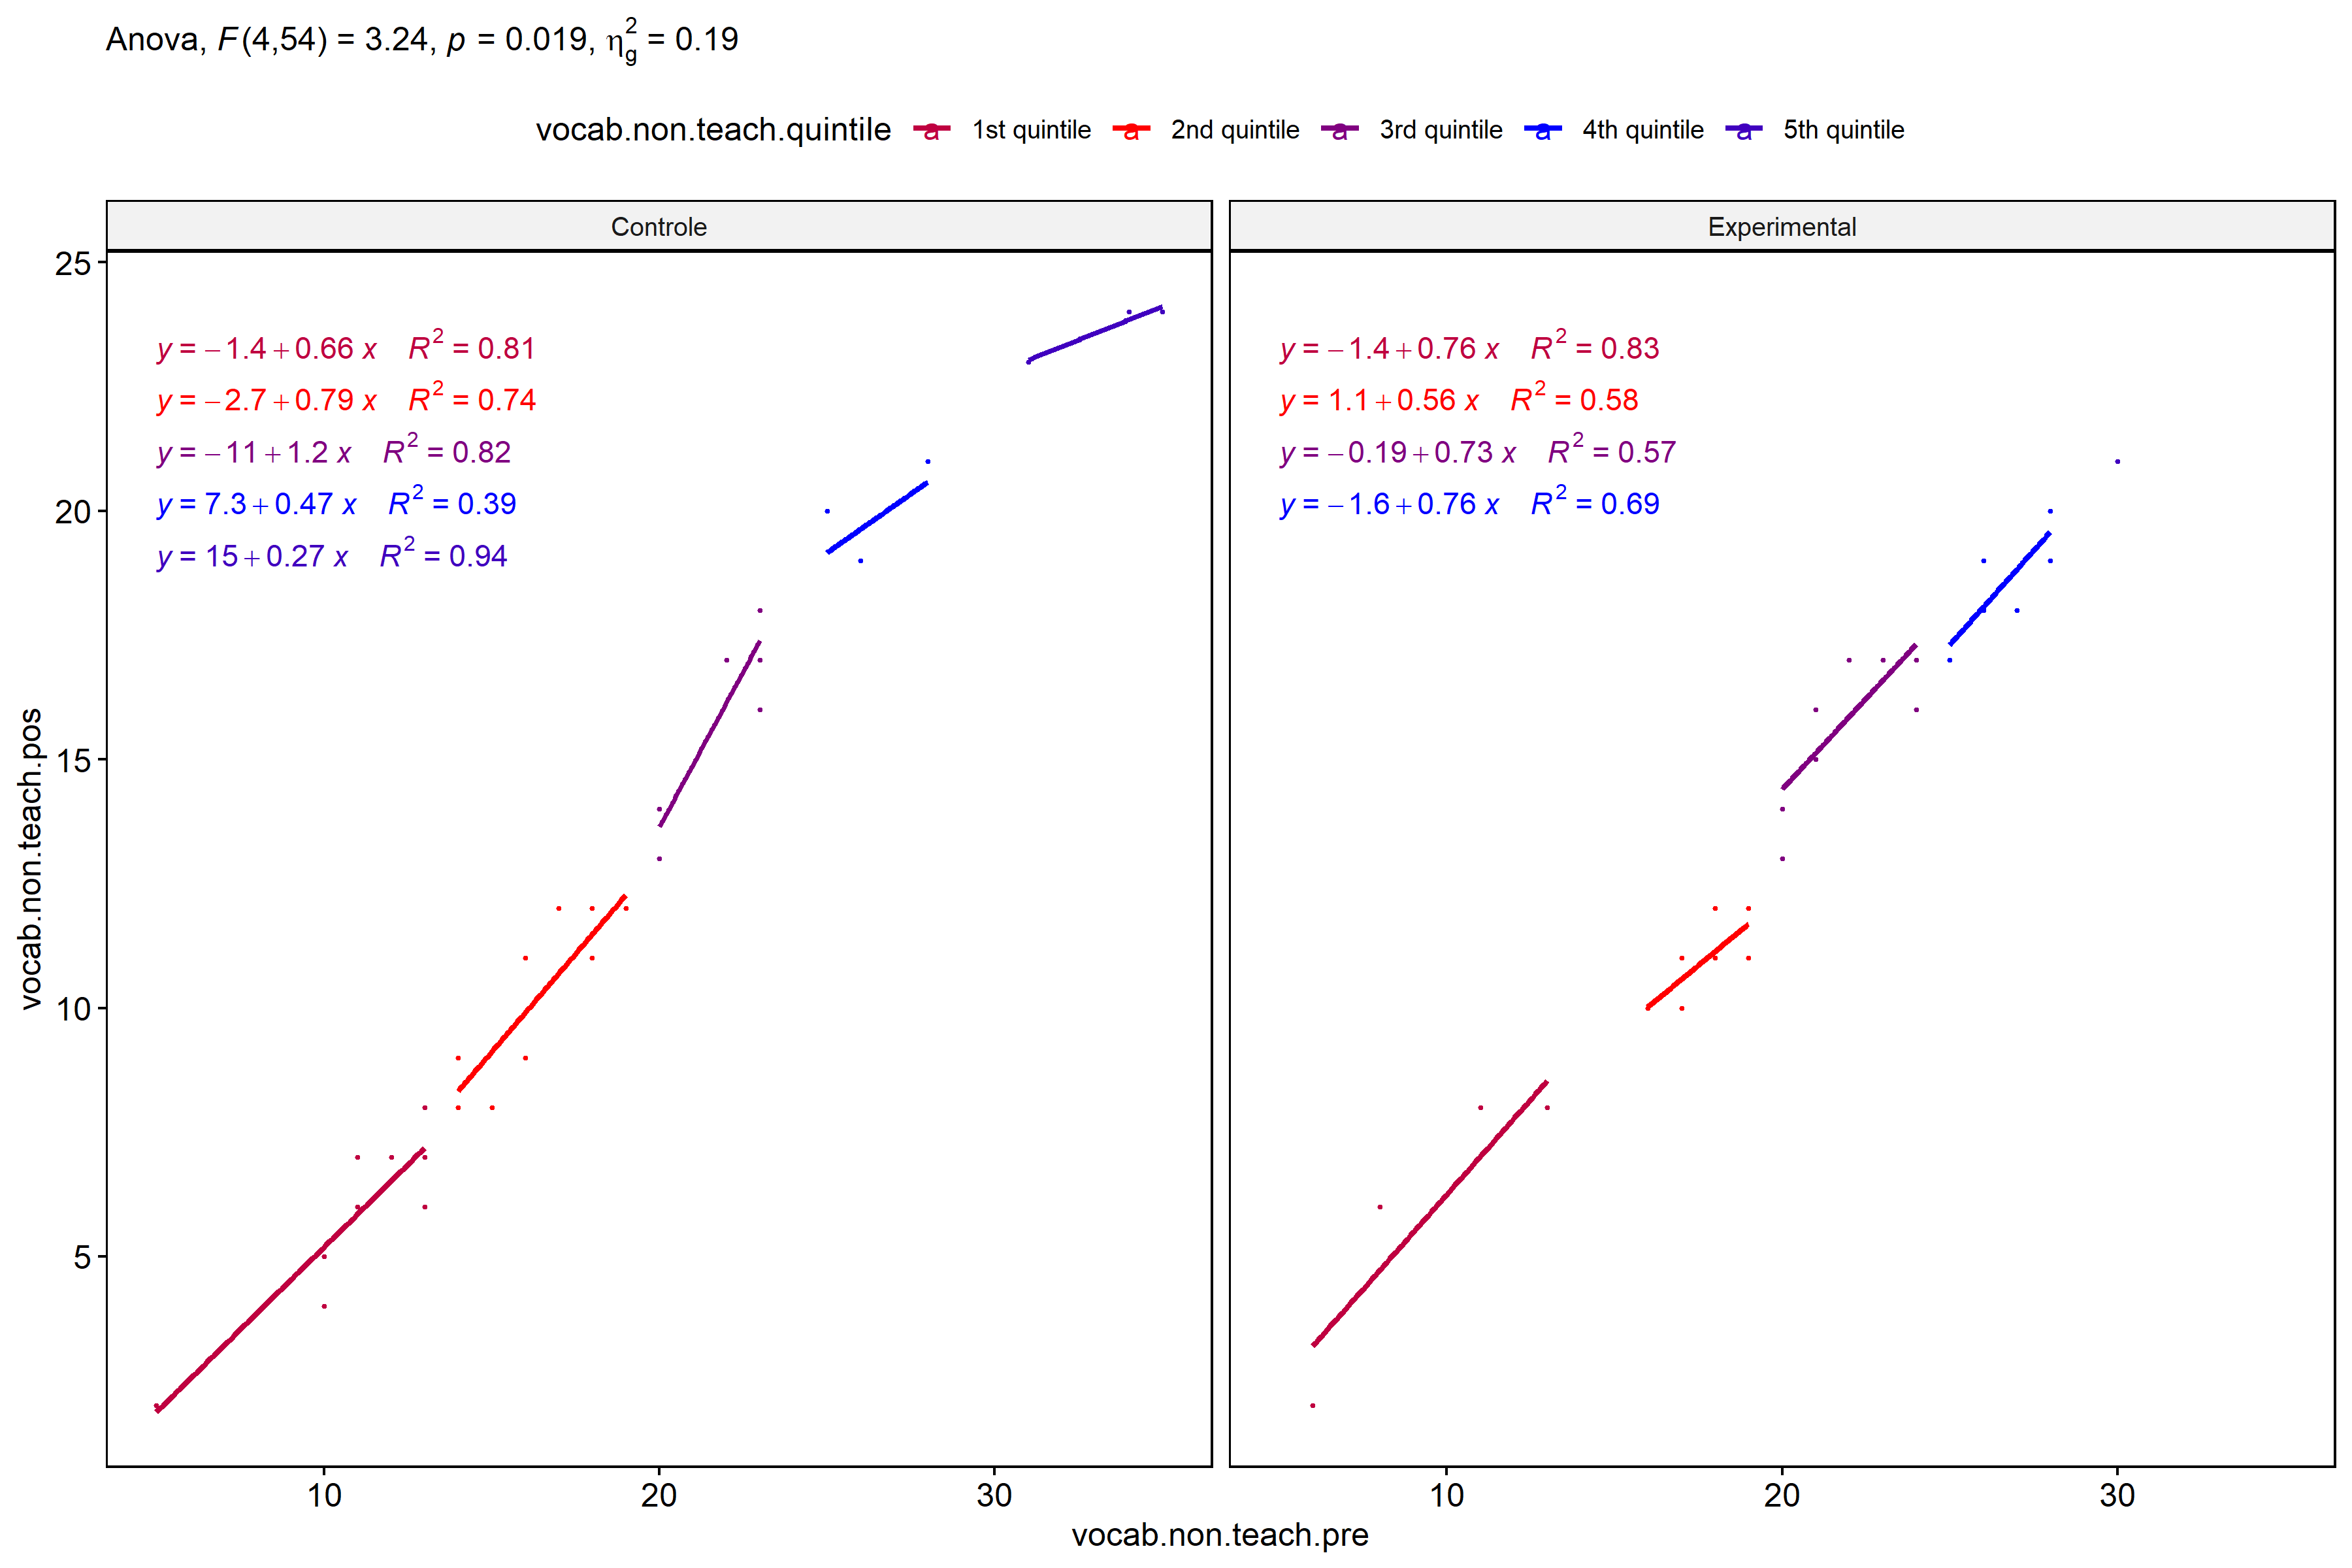 Anova, F(4,54) = 3.24, p = 0.019, η²g = 0.19
vocab.non.teach.quintile a 1st quintile a 2nd quintile a 3rd quintile a 4th quintile a 5th quintile
Controle
Experimental
25
20
15
10
5
y = −1.4 + 0.66 x R² = 0.81
y = −2.7 + 0.79 x R² = 0.74
y = −11 + 1.2 x R² = 0.82
y = 7.3 + 0.47 x R² = 0.39
y = 15 + 0.27 x R² = 0.94
y = −1.4 + 0.76 x R² = 0.83
y = 1.1 + 0.56 x R² = 0.58
y = −0.19 + 0.73 x R² = 0.57
y = −1.6 + 0.76 x R² = 0.69
vocab.non.teach.pos
10 20 30
10 20 30
vocab.non.teach.pre